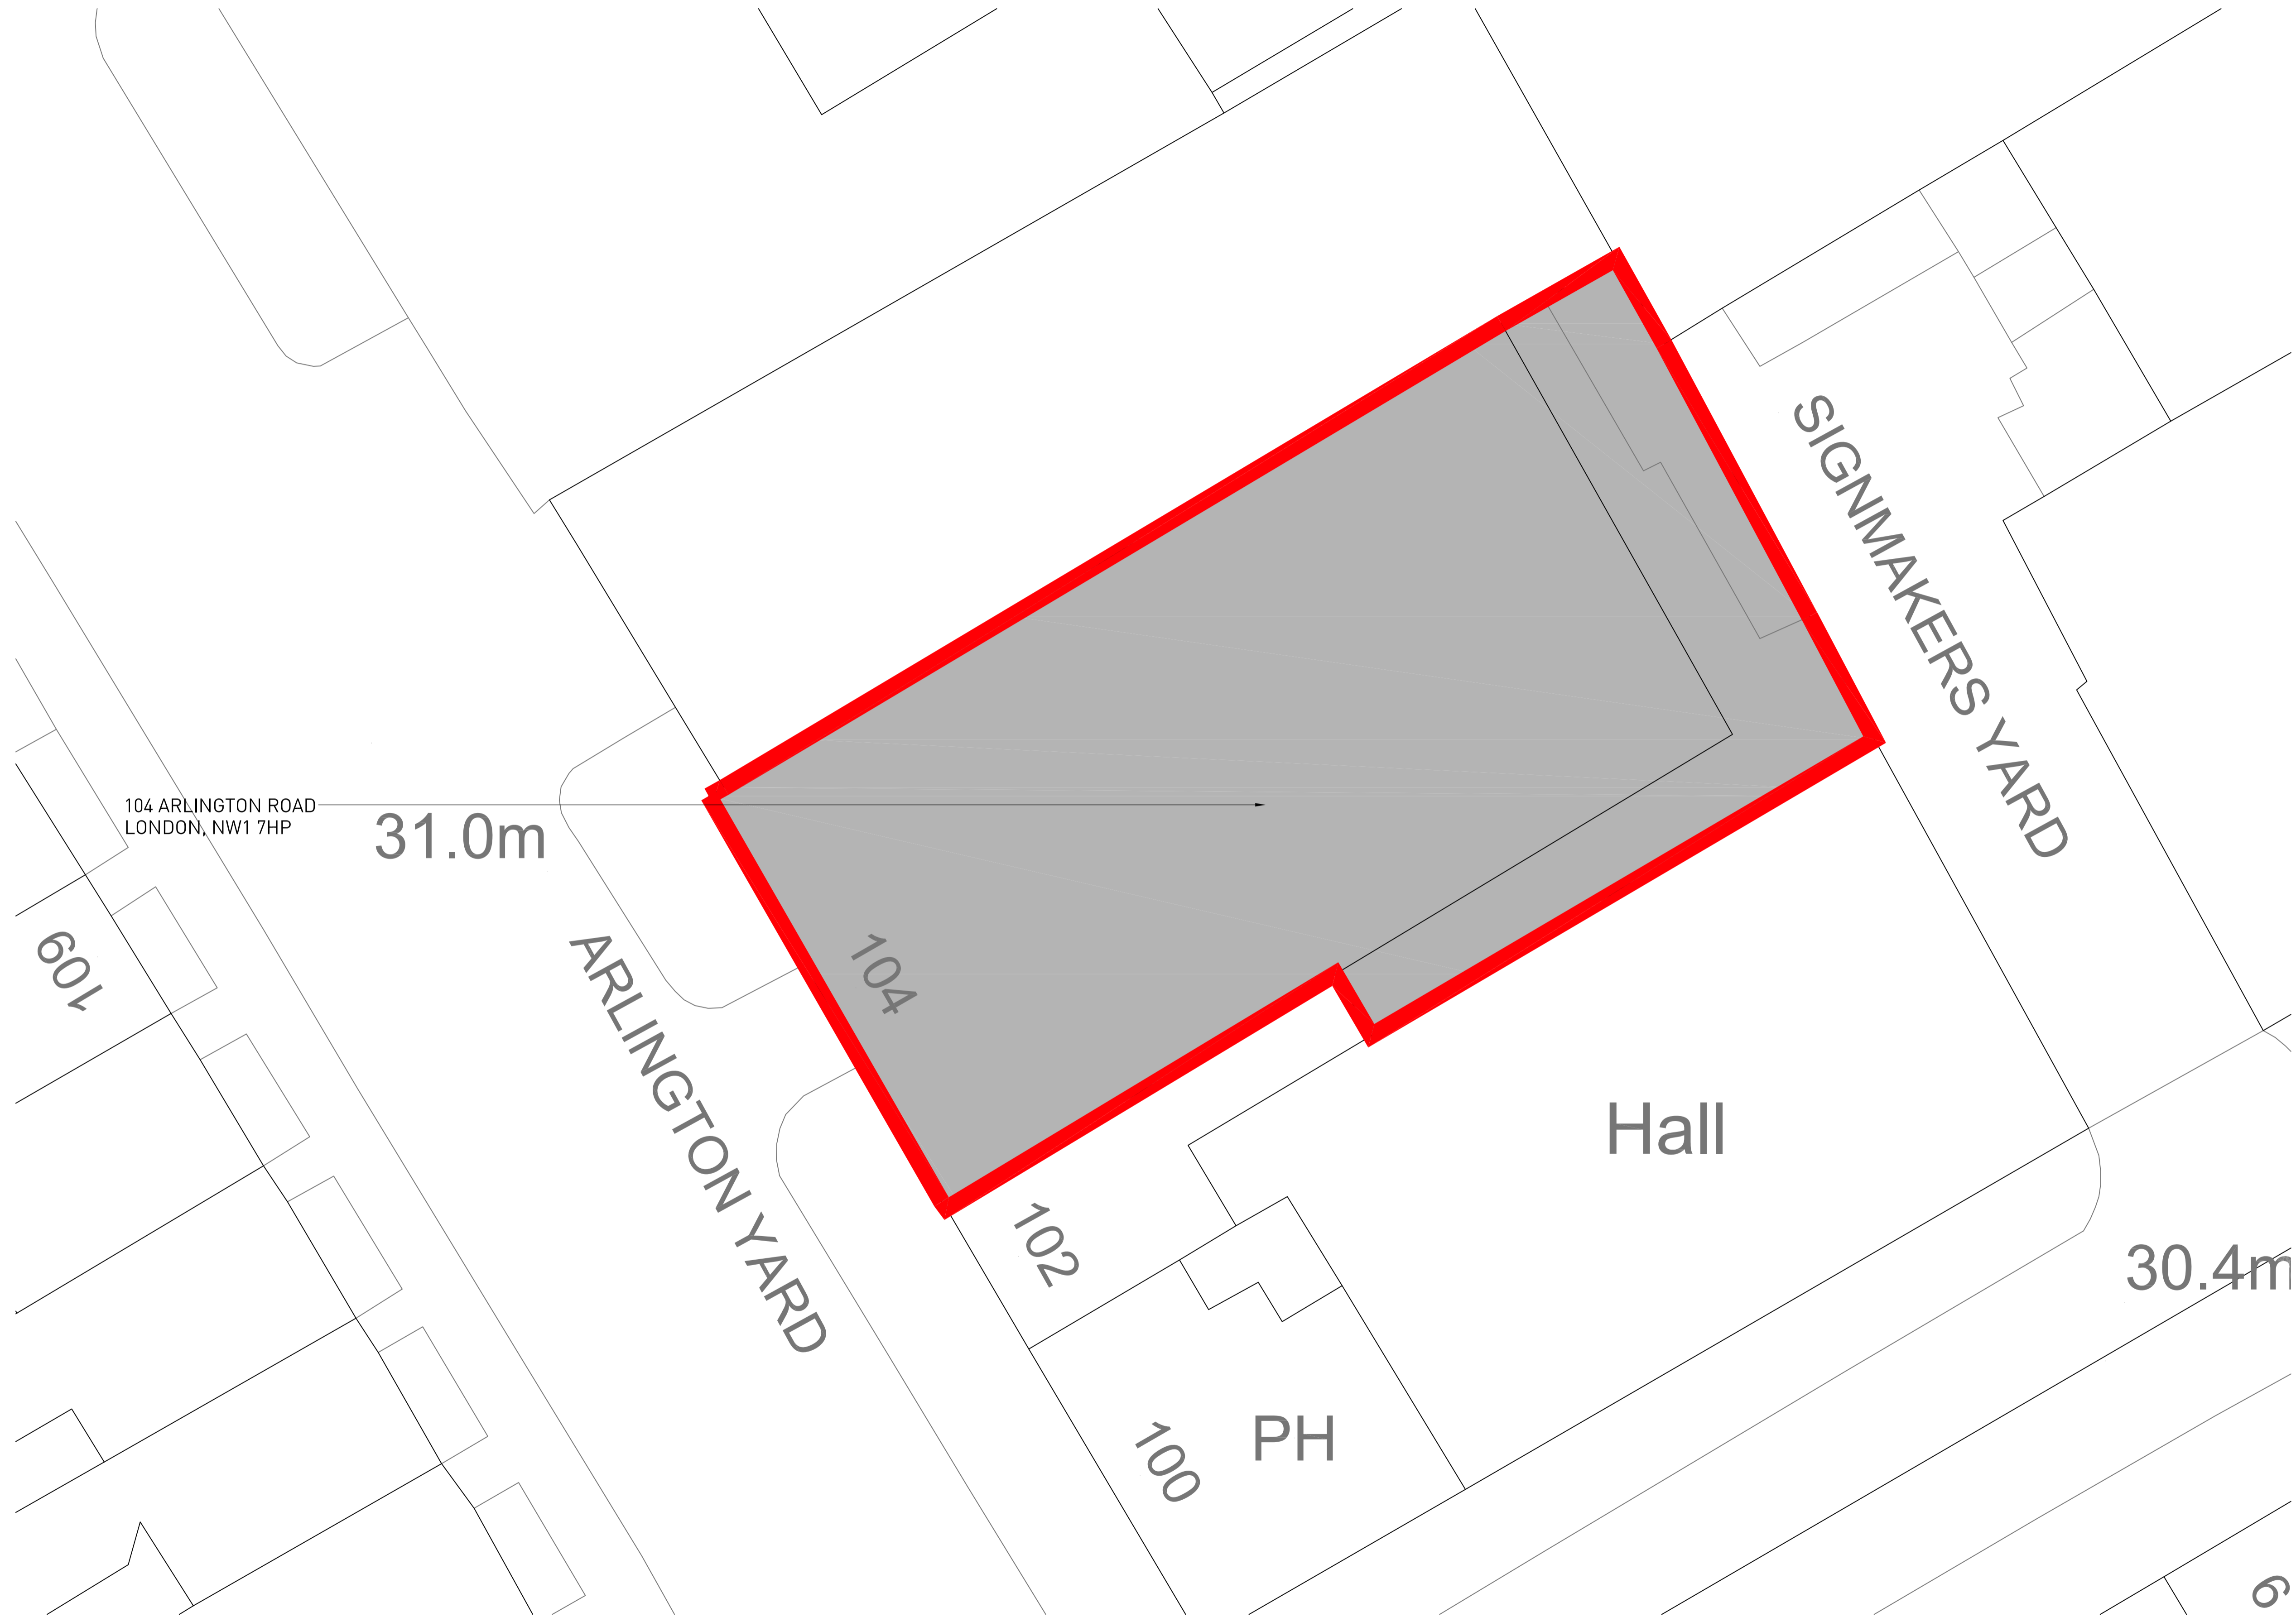 SIGNMAKERS YARD
104 ARLINGTON ROAD
LONDON, NW1 7HP
31.0m
109
104
ARLINGTON YARD
Hall
102
30.4m
PH
100
9